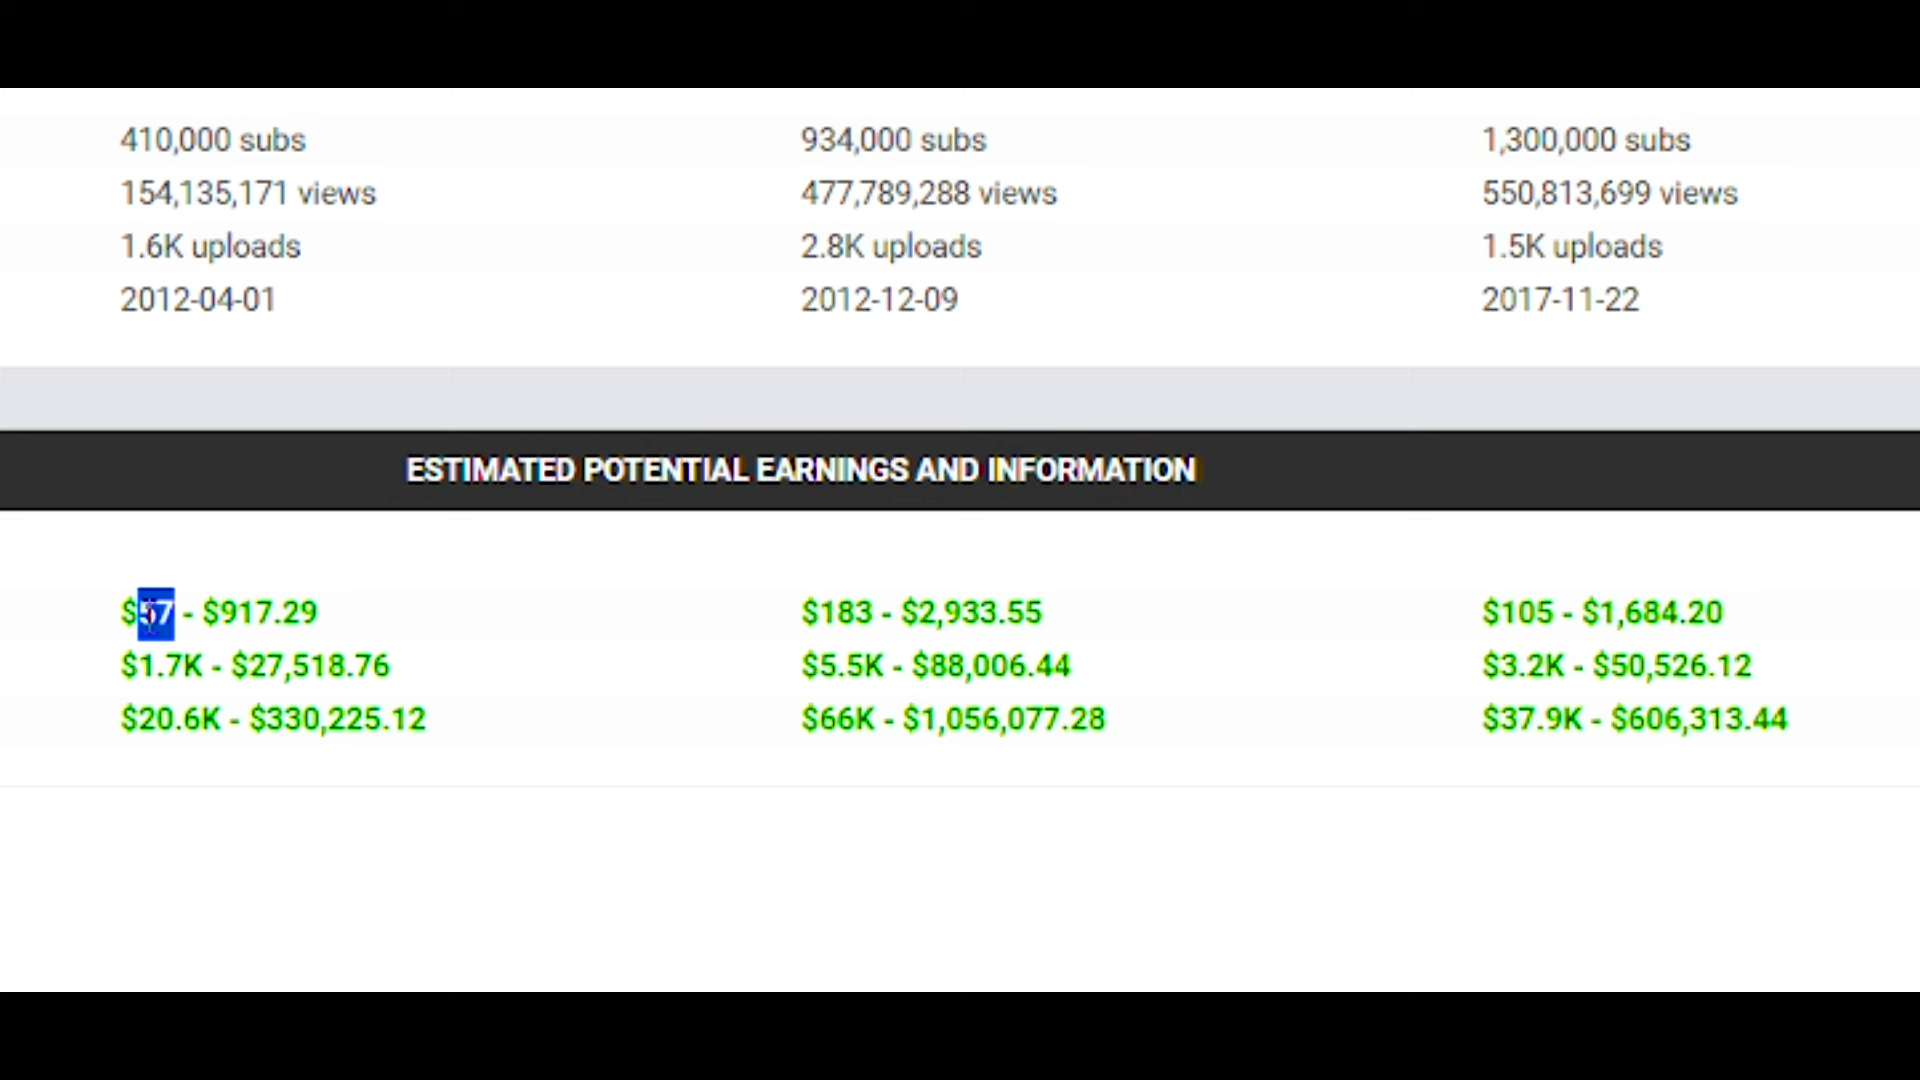 410,000 subs 934,000 subs 1,300,000 subs
154,135,171 views 477,789,288 views 550,813,699 views
1.6K uploads 2.8K uploads 1.5K uploads
2012-04-01 2012-12-09 2017-11-22
ESTIMATED POTENTIAL EARNINGS AND INFORMATION
$57 - $917.29 $183 - $2,933.55 $105 - $1,684.20
$1.7K - $27,518.76 $5.5K - $88,006.44 $3.2K - $50,526.12
$20.6K - $330,225.12 $66K - $1,056,077.28 $37.9K - $606,313.44